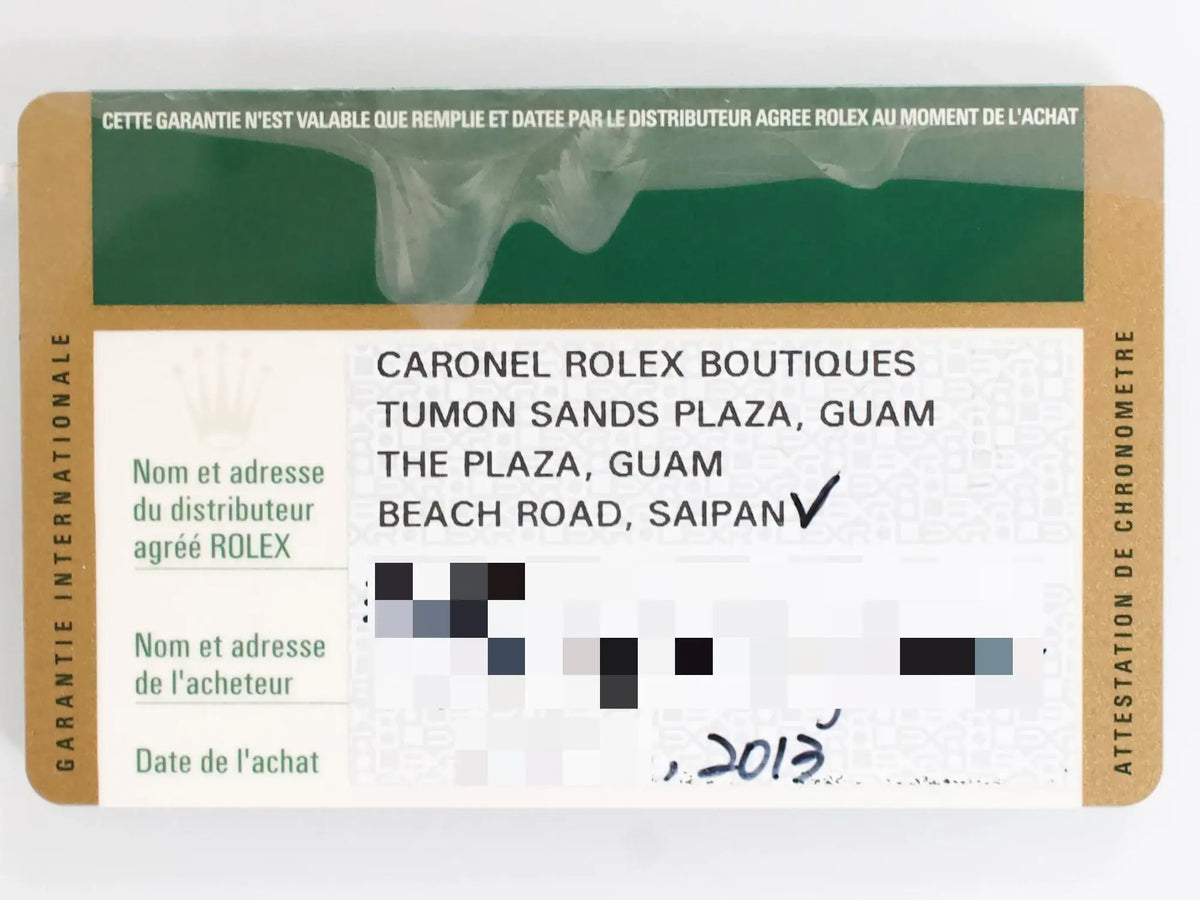 CETTE GARANTIE N'EST VALABLE QUE REMPLIE ET DATEE PAR LE DISTRIBUTEUR AGREE ROLEX AU MOMENT DE L'ACHAT
GARANTIE INTERNATIONALE
CARONEL ROLEX BOUTIQUES
TUMON SANDS PLAZA, GUAM
THE PLAZA, GUAM
BEACH ROAD, SAIPAN✓
Nom et adresse
du distributeur
agréé ROLEX
Nom et adresse
de l'acheteur
Date de l'achat
, 2013
ATTESTATION DE CHRONOMETRE